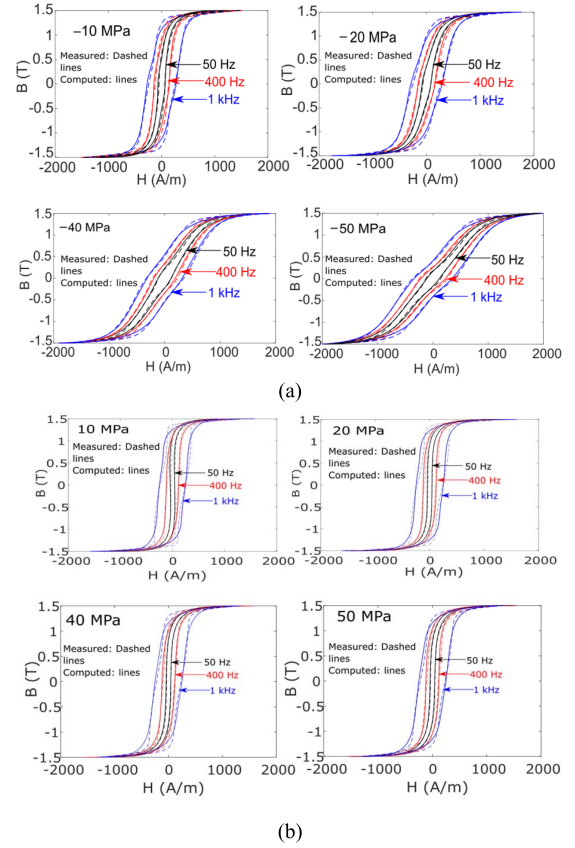 −10 MPa
Measured: Dashed
lines
Computed: lines
50 Hz
400 Hz
1 kHz
B (T)
1.5
1
0.5
0
-0.5
-1
-1.5
-2000 -1000 0 1000 2000
H (A/m)
−20 MPa
Measured: Dashed
lines
Computed: lines
50 Hz
400 Hz
1 kHz
B (T)
1.5
1
0.5
0
-0.5
-1
-1.5
-2000 -1000 0 1000 2000
H (A/m)
−40 MPa
Measured: Dashed
lines
Computed: lines
50 Hz
400 Hz
1 kHz
B (T)
1.5
1
0.5
0
-0.5
-1
-1.5
-2000 -1000 0 1000 2000
H (A/m)
−50 MPa
Measured: Dashed
lines
Computed: lines
50 Hz
400 Hz
1 kHz
B (T)
1.5
1
0.5
0
-0.5
-1
-1.5
-2000 -1000 0 1000 2000
H (A/m)
(a)
10 MPa
Measured: Dashed
lines
Computed: lines
50 Hz
400 Hz
1 kHz
B (T)
1.5
1
0.5
0
-0.5
-1
-1.5
-2000 -1000 0 1000 2000
H (A/m)
20 MPa
Measured: Dashed
lines
Computed: lines
50 Hz
400 Hz
1 kHz
B (T)
1.5
1
0.5
0
-0.5
-1
-1.5
-2000 -1000 0 1000 2000
H (A/m)
40 MPa
Measured: Dashed
lines
Computed: lines
50 Hz
400 Hz
1 kHz
B (T)
1.5
1
0.5
0
-0.5
-1
-1.5
-2000 -1000 0 1000 2000
H (A/m)
50 MPa
Measured: Dashed
lines
Computed: lines
50 Hz
400 Hz
1 kHz
B (T)
1.5
1
0.5
0
-0.5
-1
-1.5
-2000 -1000 0 1000 2000
H (A/m)
(b)